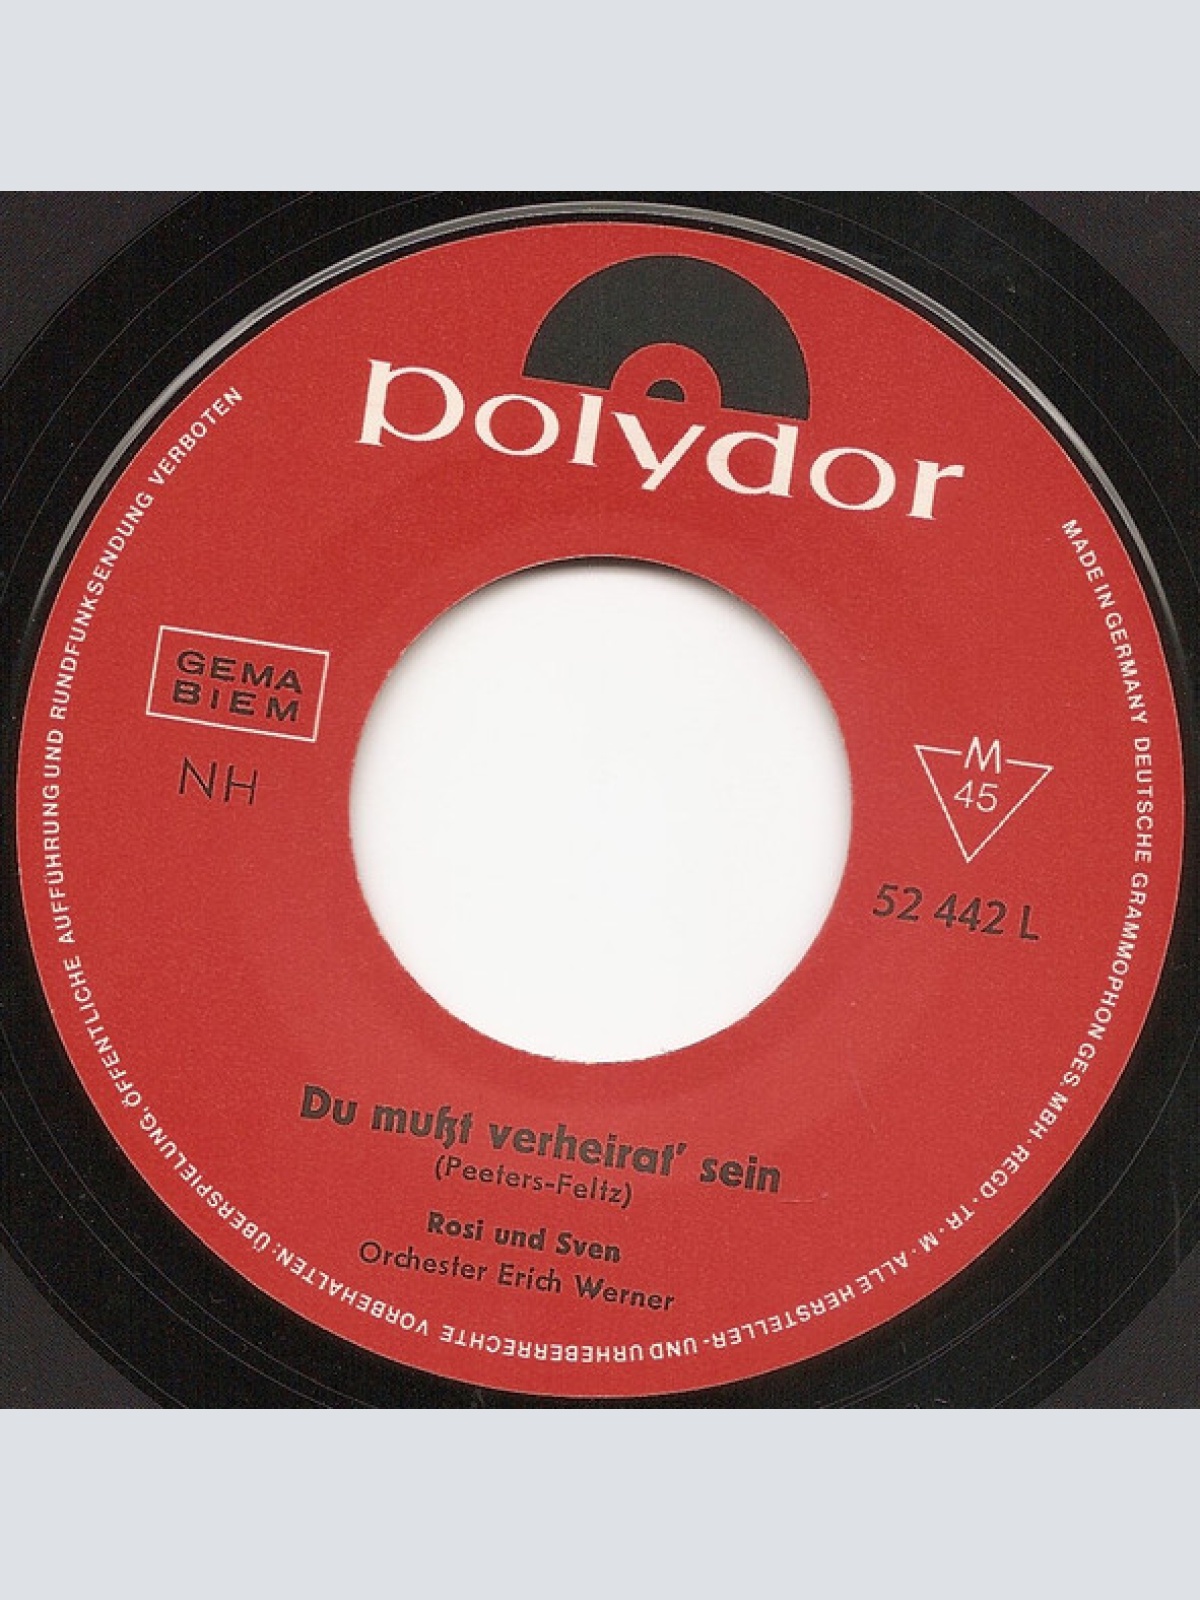 polydor
GEMA
BIEM
NH
M
45
52 442 L
Du mußt verheirat' sein
(Peeters-Feltz)
Rosi und Sven
Orchester Erich Werner
MADE IN GERMANY DEUTSCHE GRAMMOPHON GES. MBH · REGD · TR · M · ALLE HERSTELLER- UND URHEBERRECHTE VORBEHALTEN: ÜBERSPIELUNG, ÖFFENTLICHE AUFFÜHRUNG UND RUNDFUNKSENDUNG VERBOTEN